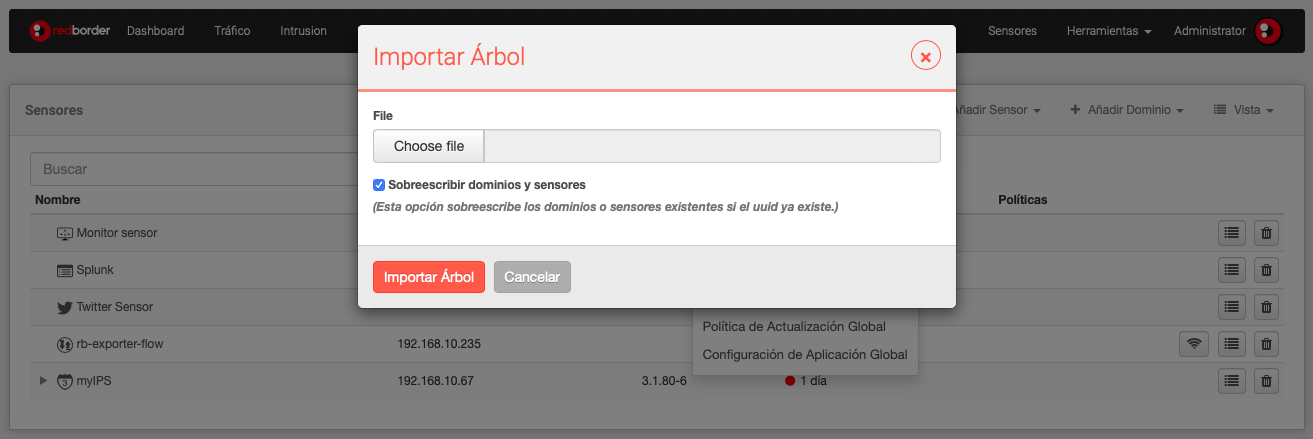 redborder Dashboard Tráfico Intrusion Sensores Herramientas Administrator
Importar Árbol
Sensores Añadir Sensor Añadir Dominio Vista
File
Choose file
Buscar
Sobreescribir dominios y sensores
(Esta opción sobreescribe los dominios o sensores existentes si el uuid ya existe.)
Nombre Políticas
Monitor sensor
Splunk
Importar Árbol Cancelar
Twitter Sensor
Política de Actualización Global
rb-exporter-flow 192.168.10.235
Configuración de Aplicación Global
3 myIPS 192.168.10.67 3.1.80-6 1 día